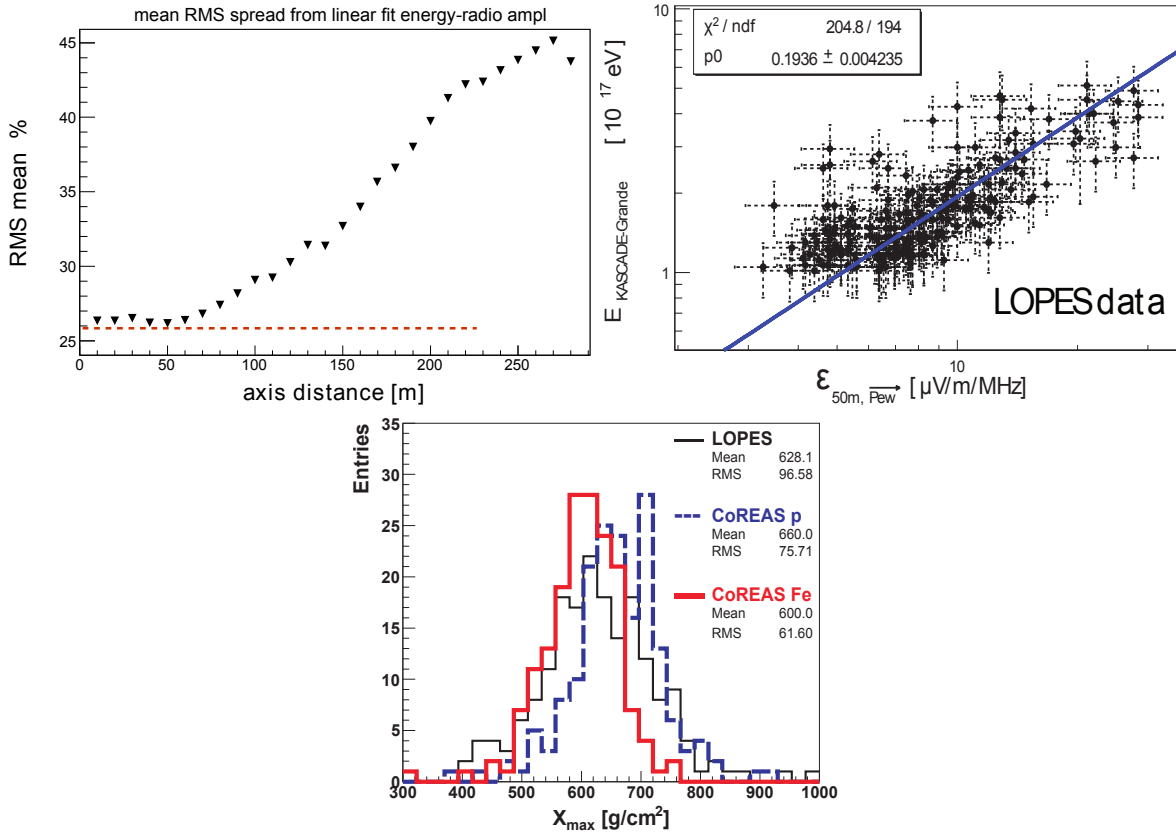 mean RMS spread from linear fit energy-radio ampl
45
40
35
30
25
RMS mean %
0 50 100 150 200 250
axis distance [m]
χ² / ndf 204.8 / 194
p0 0.1936 ± 0.004235
10
1
E KASCADE-Grande [ 10 17 eV]
LOPES data
10
ε 50m, Pew [ μV/m/MHz]
35
30
25
20
15
10
5
0
Entries
LOPES
Mean 628.1
RMS 96.58
CoREAS p
Mean 660.0
RMS 75.71
CoREAS Fe
Mean 600.0
RMS 61.60
300 400 500 600 700 800 900 1000
Xmax [g/cm²]